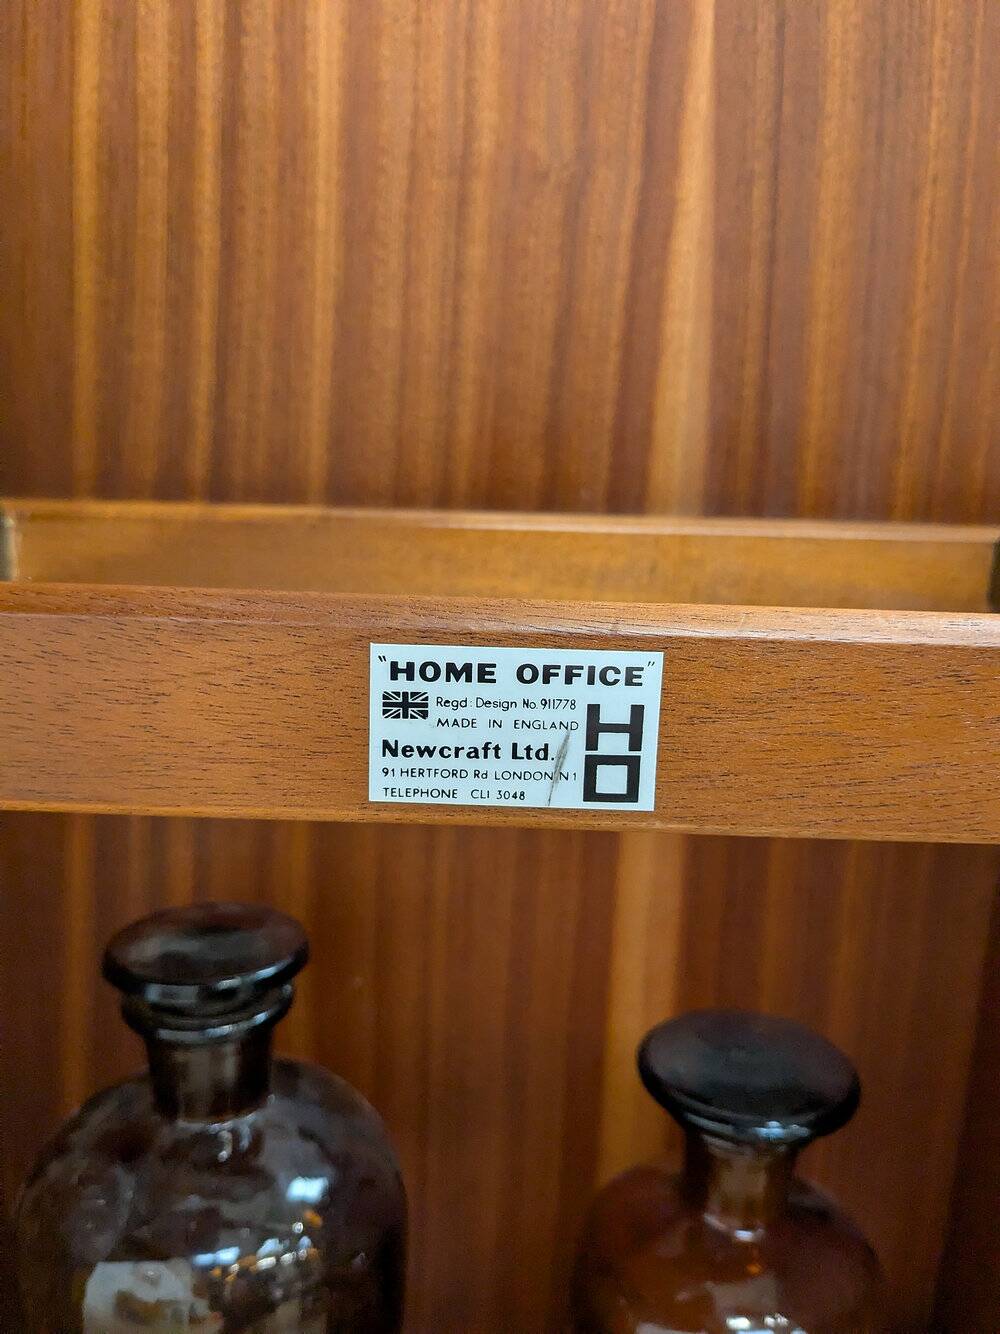 "HOME OFFICE"
Regd: Design No. 911778
MADE IN ENGLAND
Newcraft Ltd.
91 HERTFORD Rd LONDON N1
TELEPHONE CLI 3048
HO